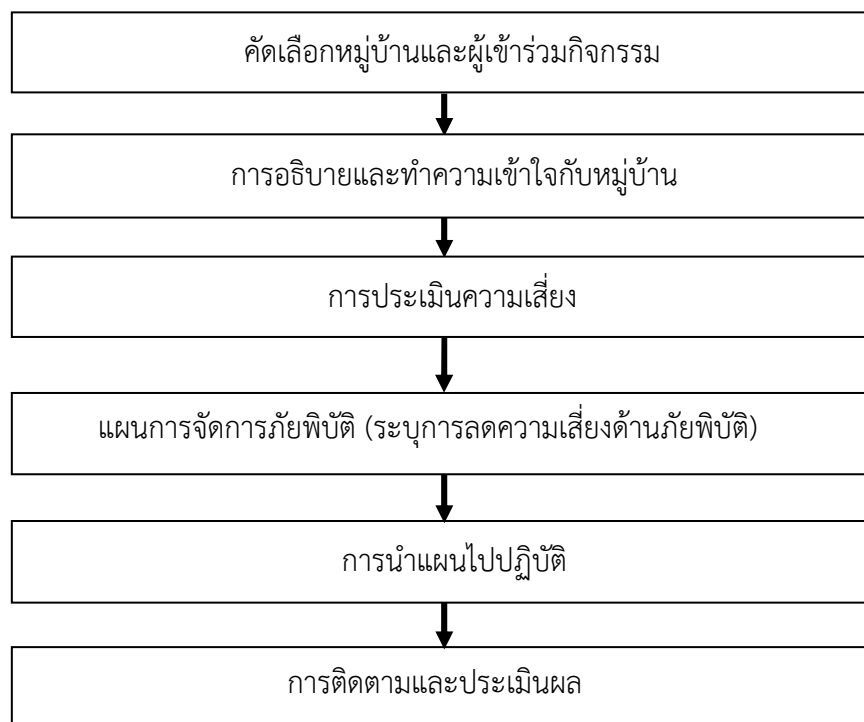 คัดเลือกหมู่บ้านและผู้เข้าร่วมกิจกรรม
การอธิบายและทำความเข้าใจกับหมู่บ้าน
การประเมินความเสี่ยง
แผนการจัดการภัยพิบัติ (ระบุการลดความเสี่ยงด้านภัยพิบัติ)
การนำแผนไปปฏิบัติ
การติดตามและประเมินผล